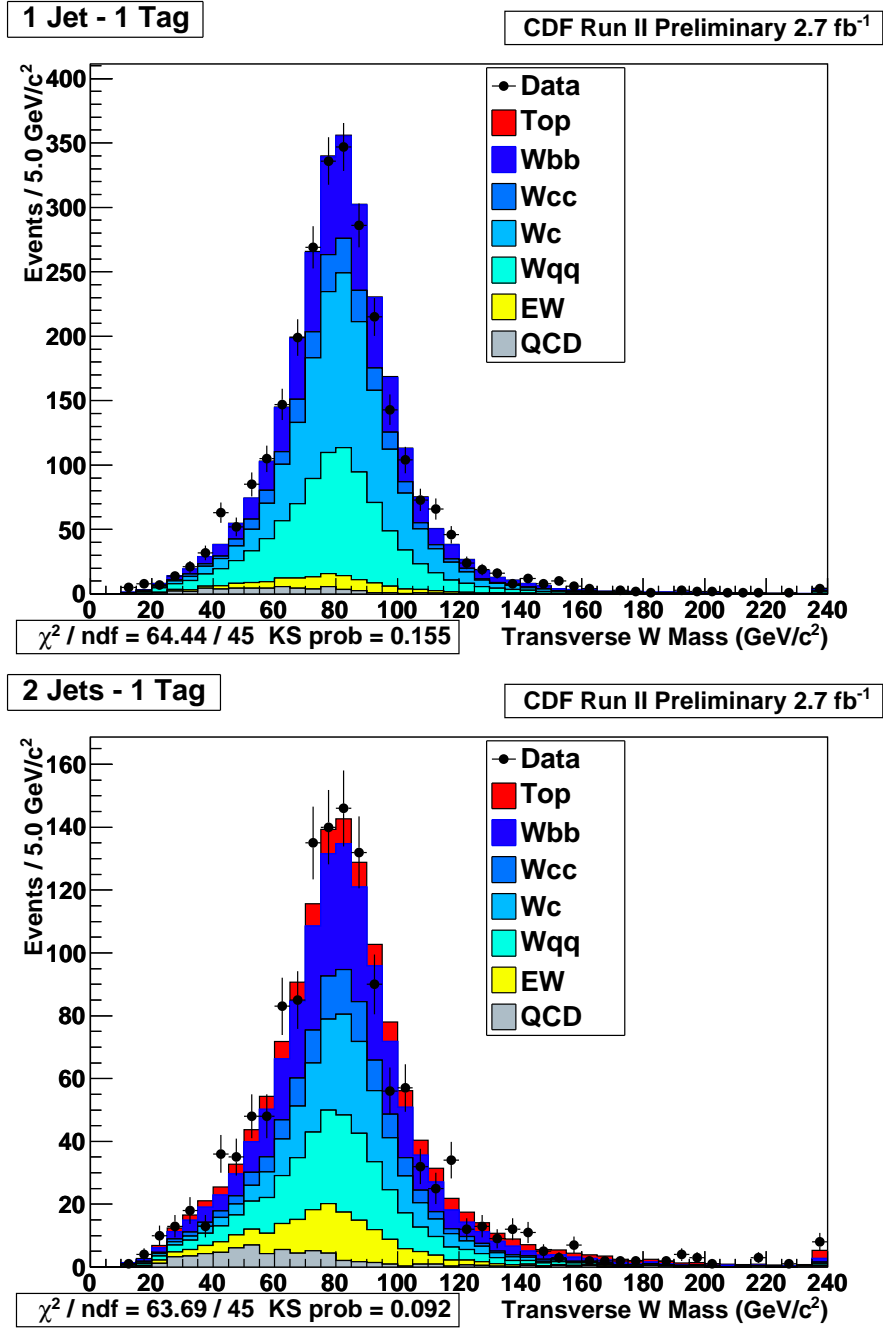 1 Jet - 1 Tag
CDF Run II Preliminary 2.7 fb⁻¹
Events / 5.0 GeV/c²
400
350
300
250
200
150
100
50
0
Data
Top
Wbb
Wcc
Wc
Wqq
EW
QCD
0 20 40 60 80 100 120 140 160 180 200 220 240
χ² / ndf = 64.44 / 45 KS prob = 0.155
Transverse W Mass (GeV/c²)
2 Jets - 1 Tag
CDF Run II Preliminary 2.7 fb⁻¹
Events / 5.0 GeV/c²
160
140
120
100
80
60
40
20
0
Data
Top
Wbb
Wcc
Wc
Wqq
EW
QCD
0 20 40 60 80 100 120 140 160 180 200 220 240
χ² / ndf = 63.69 / 45 KS prob = 0.092
Transverse W Mass (GeV/c²)